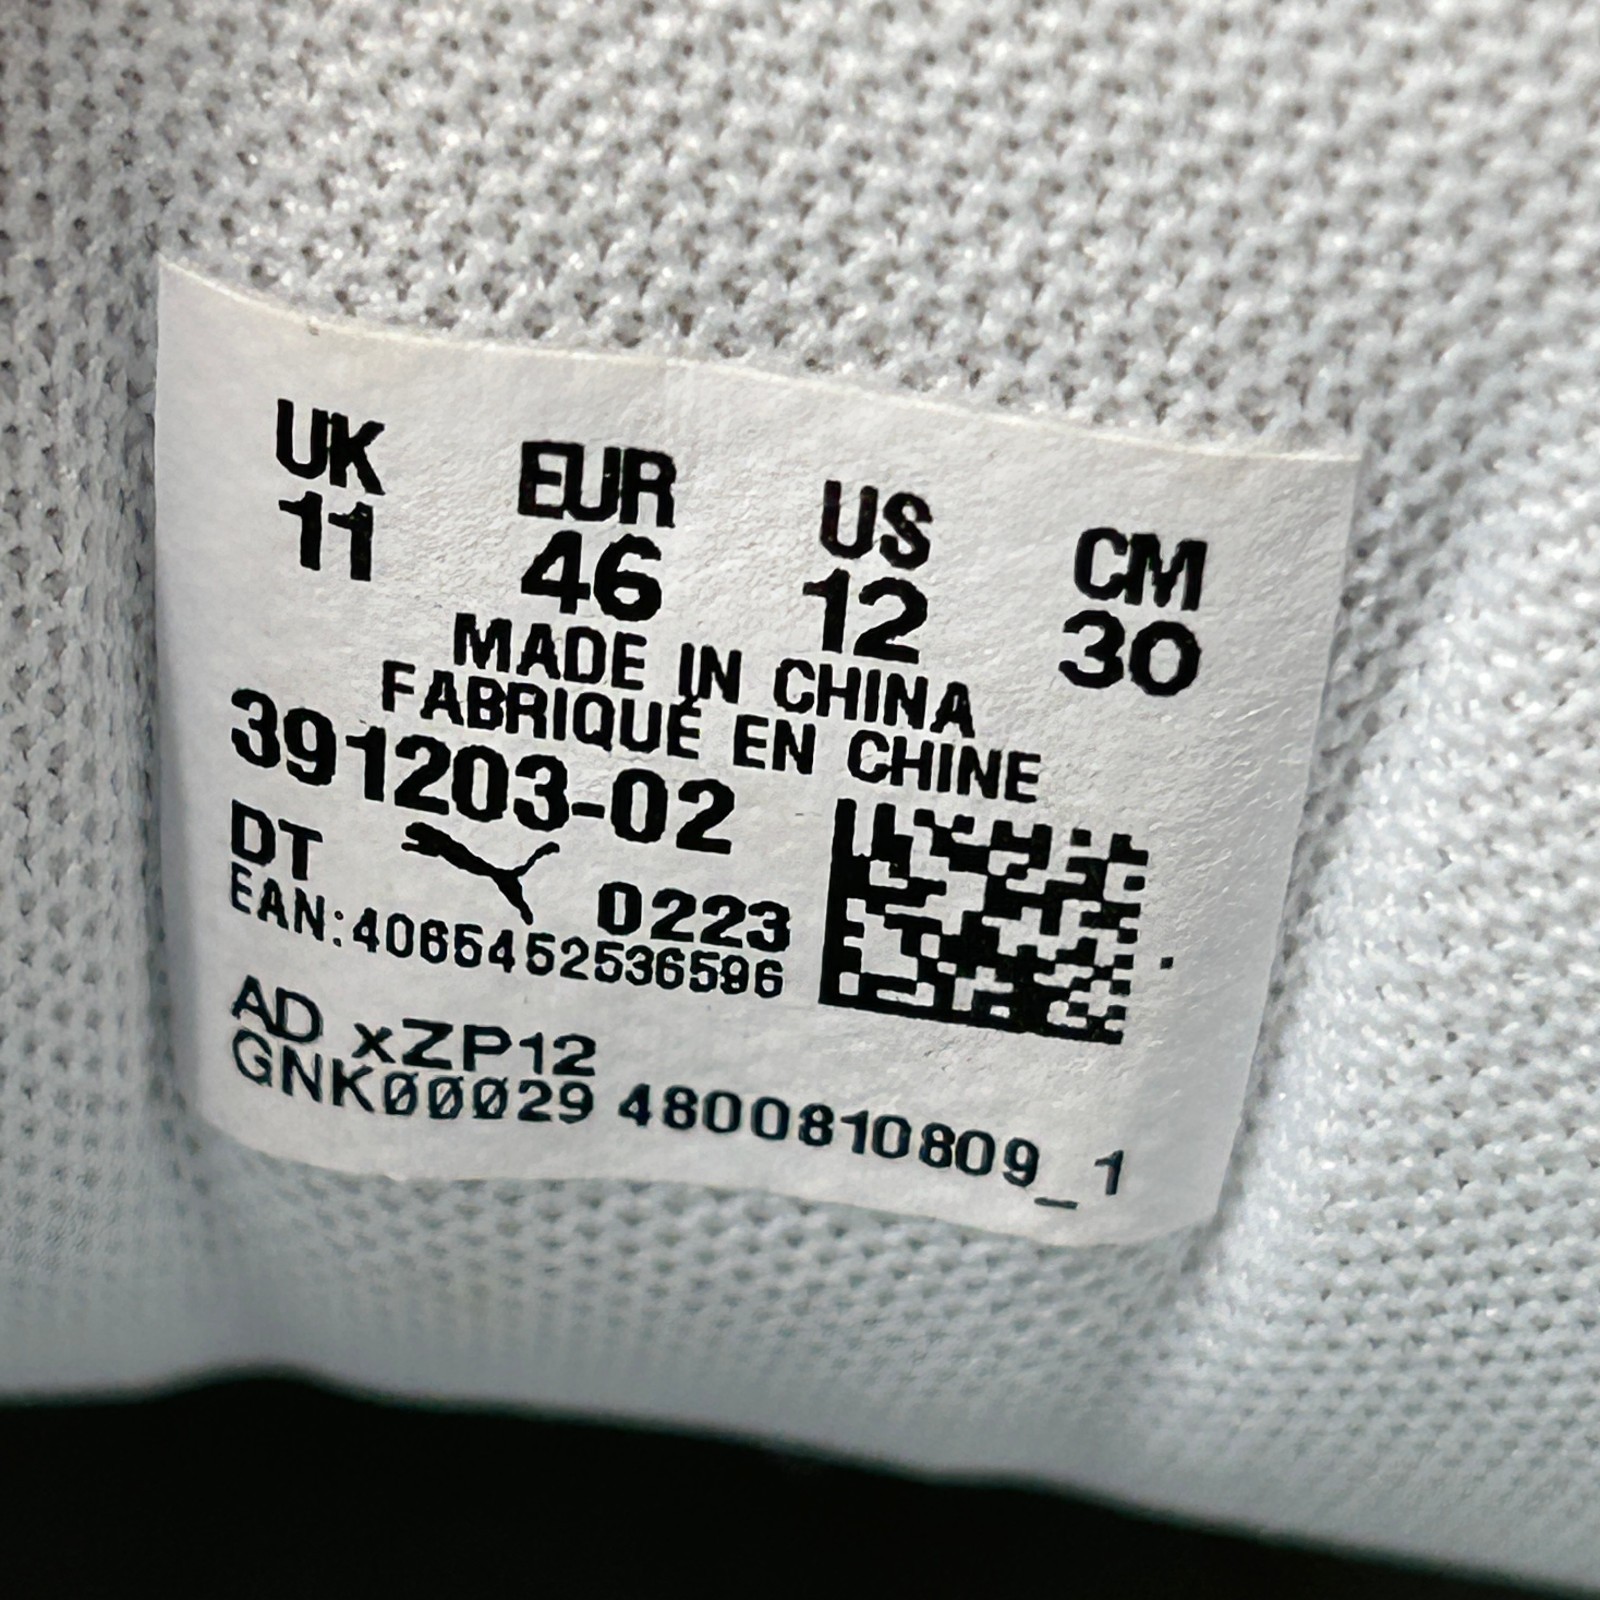 UK EUR US CM
11 46 12 30
MADE IN CHINA
FABRIQUÉ EN CHINE
391203-02
DT 0223
EAN:4065452536596
AD xZP12
GNK00029 4800810809_1